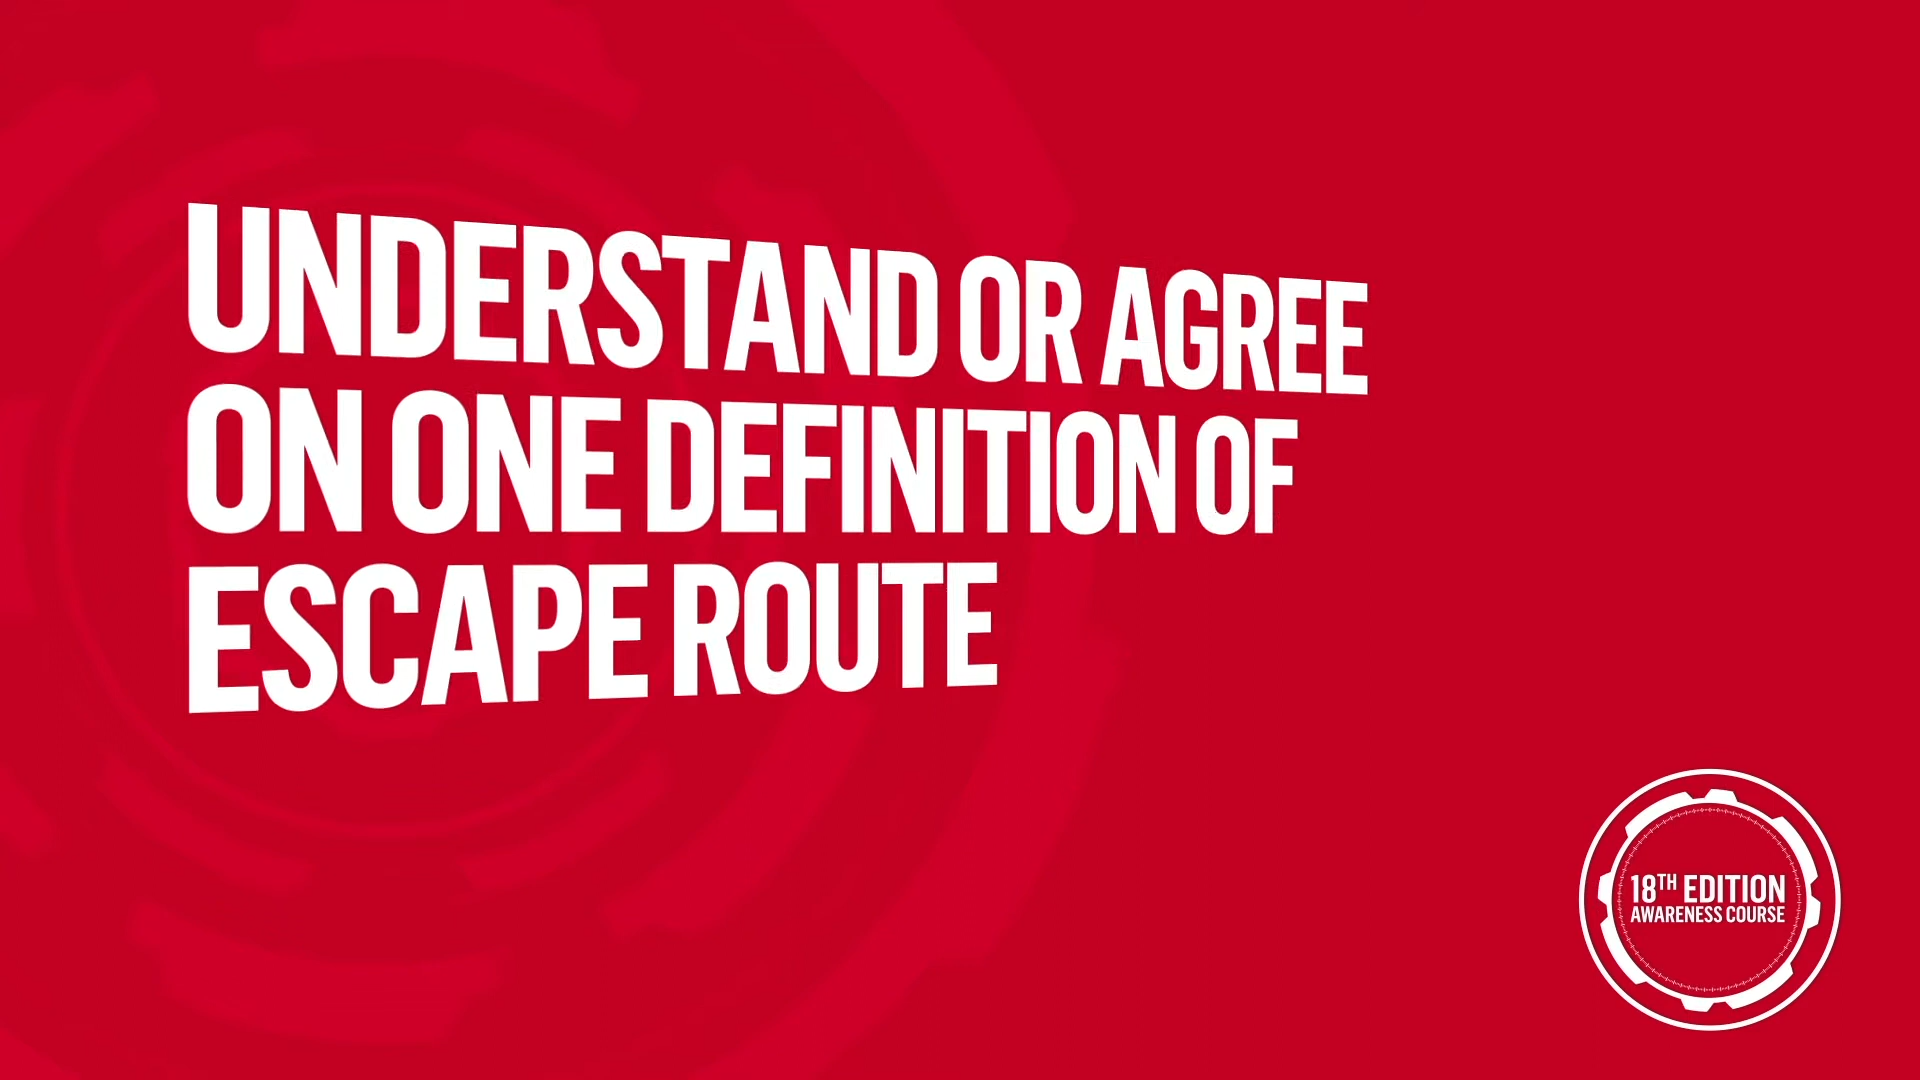 UNDERSTAND OR AGREE
ON ONE DEFINITION OF
ESCAPE ROUTE
18TH EDITION
AWARENESS COURSE